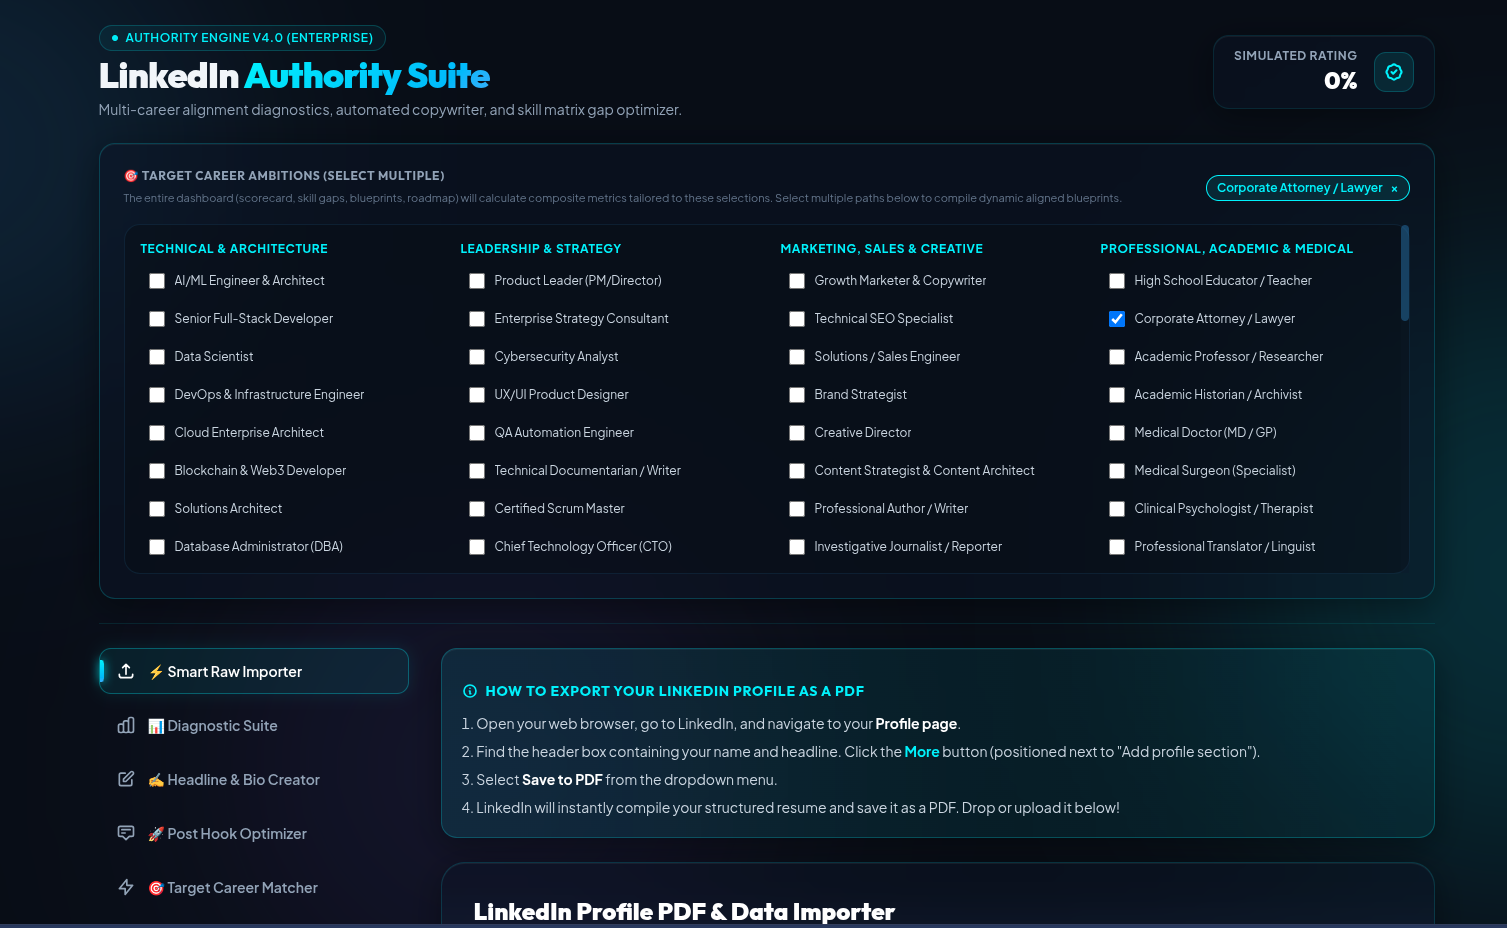 AUTHORITY ENGINE V4.0 (ENTERPRISE)
LinkedIn Authority Suite
Multi-career alignment diagnostics, automated copywriter, and skill matrix gap optimizer.
SIMULATED RATING
0%
🎯 TARGET CAREER AMBITIONS (SELECT MULTIPLE)
The entire dashboard (scorecard, skill gaps, blueprints, roadmap) will calculate composite metrics tailored to these selections. Select multiple paths below to compile dynamic aligned blueprints.
Corporate Attorney / Lawyer ×
TECHNICAL & ARCHITECTURE
AI/ML Engineer & Architect
Senior Full-Stack Developer
Data Scientist
DevOps & Infrastructure Engineer
Cloud Enterprise Architect
Blockchain & Web3 Developer
Solutions Architect
Database Administrator (DBA)
LEADERSHIP & STRATEGY
Product Leader (PM/Director)
Enterprise Strategy Consultant
Cybersecurity Analyst
UX/UI Product Designer
QA Automation Engineer
Technical Documentarian / Writer
Certified Scrum Master
Chief Technology Officer (CTO)
MARKETING, SALES & CREATIVE
Growth Marketer & Copywriter
Technical SEO Specialist
Solutions / Sales Engineer
Brand Strategist
Creative Director
Content Strategist & Content Architect
Professional Author / Writer
Investigative Journalist / Reporter
PROFESSIONAL, ACADEMIC & MEDICAL
High School Educator / Teacher
Corporate Attorney / Lawyer
Academic Professor / Researcher
Academic Historian / Archivist
Medical Doctor (MD / GP)
Medical Surgeon (Specialist)
Clinical Psychologist / Therapist
Professional Translator / Linguist
⚡ Smart Raw Importer
📊 Diagnostic Suite
✍️ Headline & Bio Creator
🚀 Post Hook Optimizer
🎯 Target Career Matcher
HOW TO EXPORT YOUR LINKEDIN PROFILE AS A PDF
1. Open your web browser, go to LinkedIn, and navigate to your Profile page.
2. Find the header box containing your name and headline. Click the More button (positioned next to "Add profile section").
3. Select Save to PDF from the dropdown menu.
4. LinkedIn will instantly compile your structured resume and save it as a PDF. Drop or upload it below!
LinkedIn Profile PDF & Data Importer